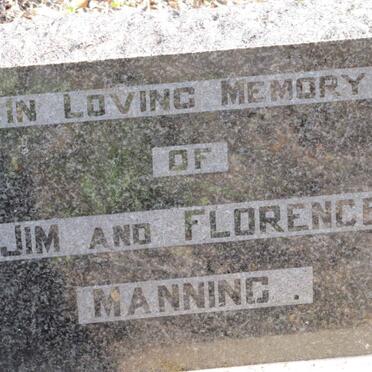 IN LOVING MEMORY
OF
JIM AND FLORENCE
MANNING.